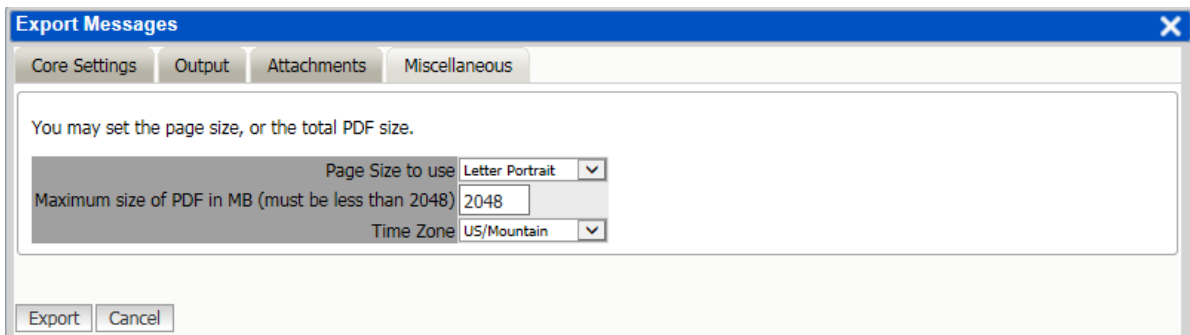 Export Messages
Core Settings Output Attachments Miscellaneous
You may set the page size, or the total PDF size.
Page Size to use Letter Portrait
Maximum size of PDF in MB (must be less than 2048) 2048
Time Zone US/Mountain
Export Cancel